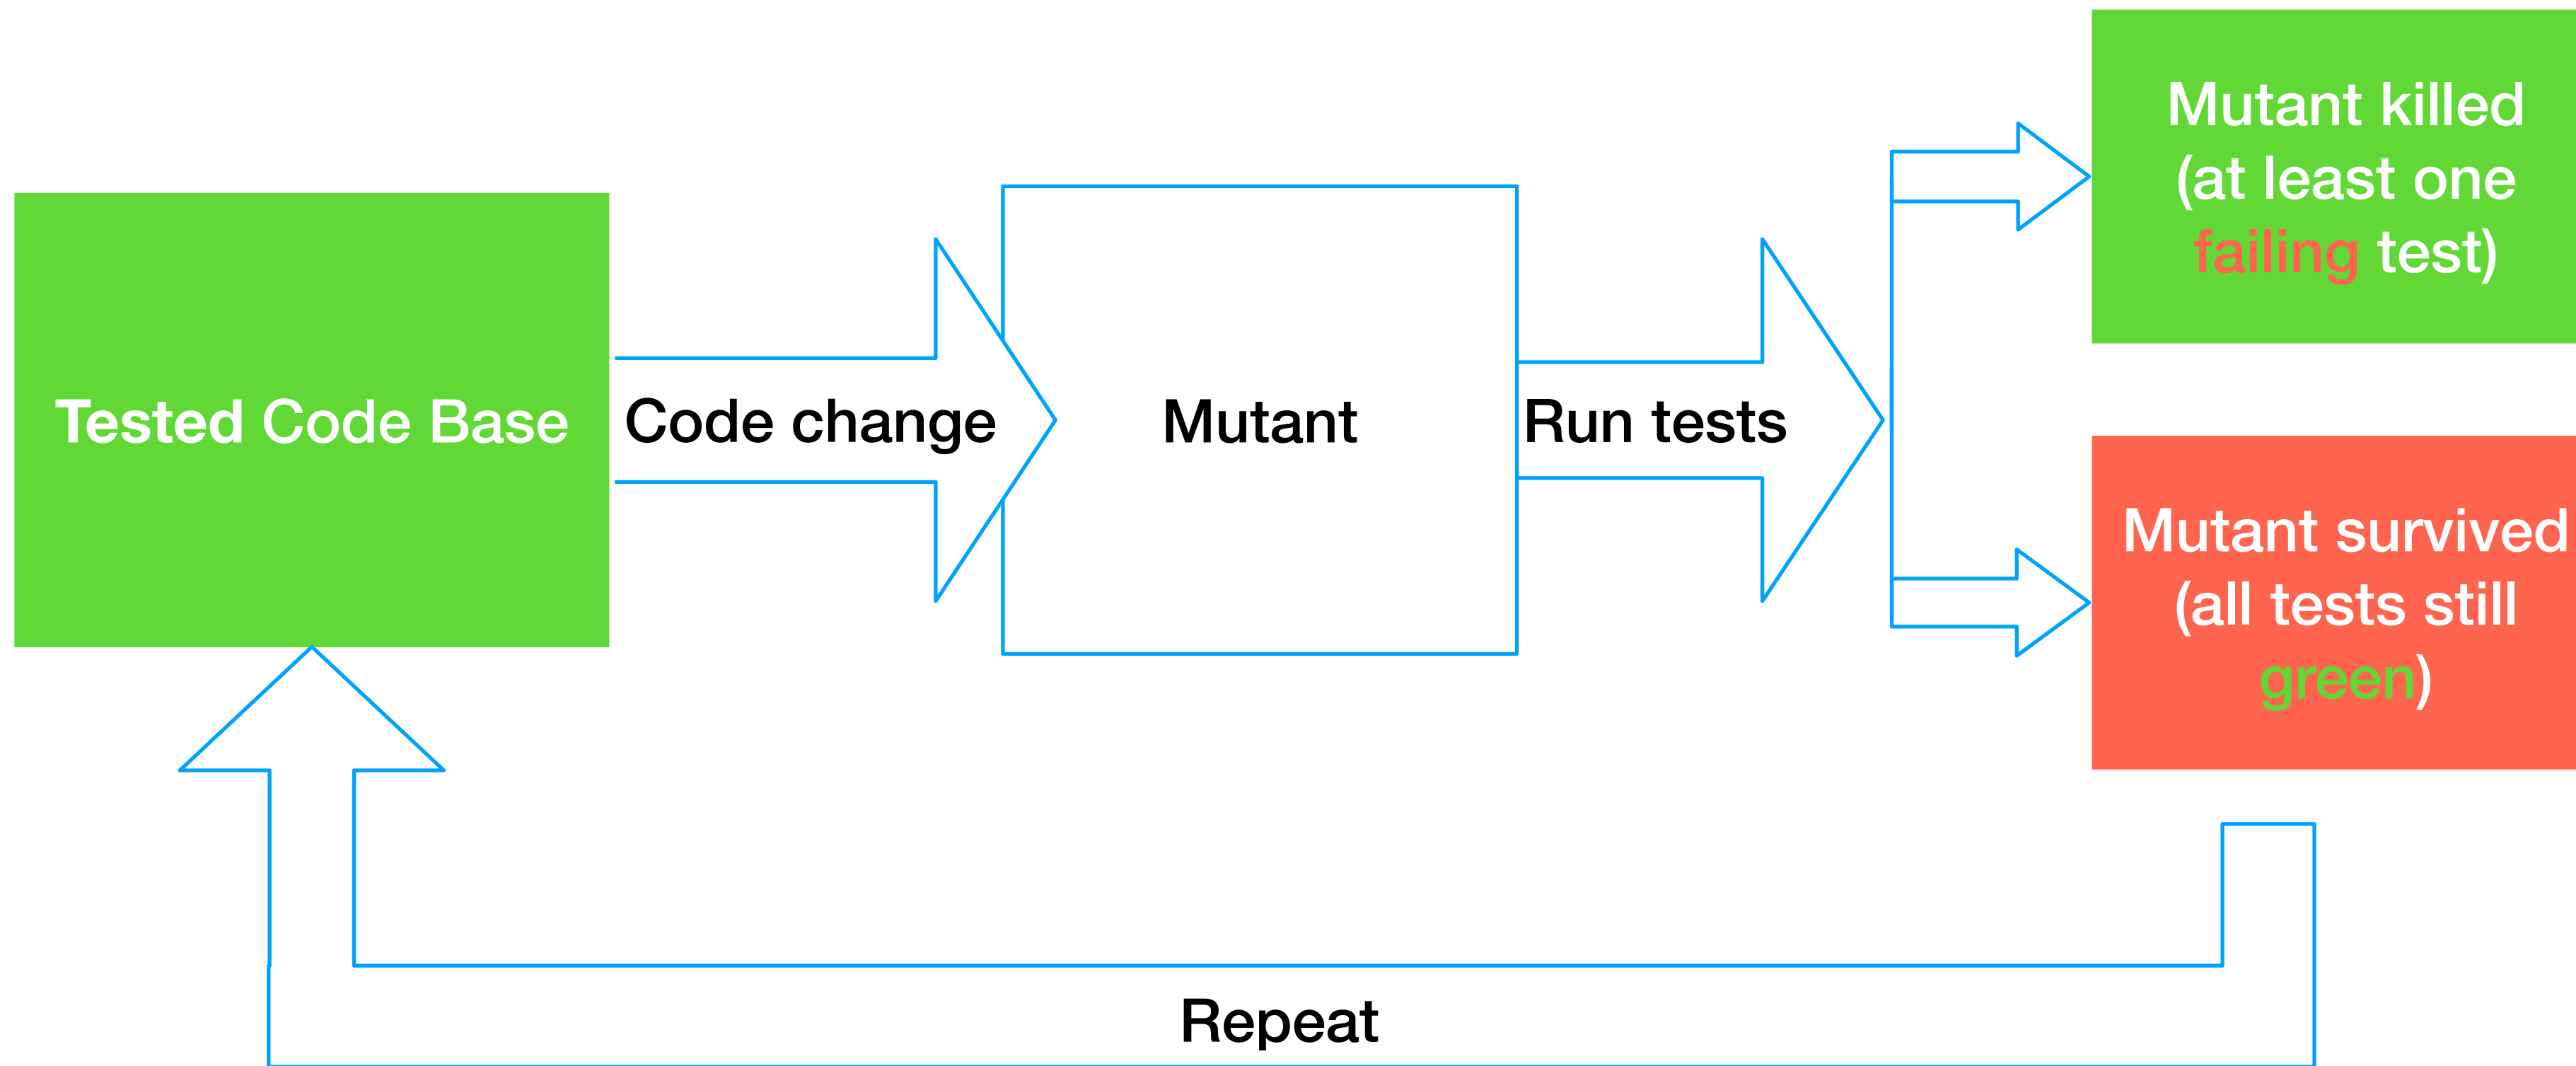 Tested Code Base
Code change
Mutant
Run tests
Mutant killed
(at least one
failing test)
Mutant survived
(all tests still
green)
Repeat